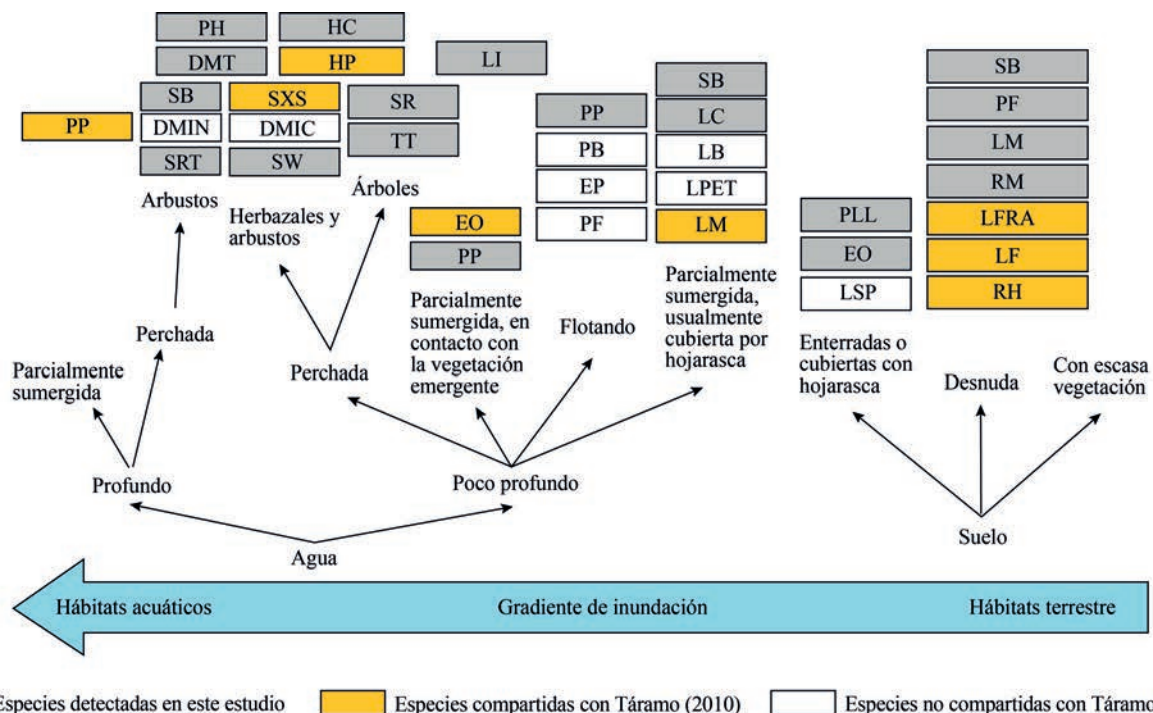 PH
HC
DMT
HP
LI
SB
SXS
SR
PP
DMIN
DMIC
TT
SRT
SW
PP
SB
PB
LC
EP
LB
PF
LPET
LM
EO
PP
SB
PF
LM
RM
PLL
LFRA
EO
LF
LSP
RH
Arbustos
Herbazales y
arbustos
Árboles
Perchada
Parcialmente
sumergida
Perchada
Parcialmente
sumergida, en
contacto con
la vegetación
emergente
Flotando
Parcialmente
sumergida,
usualmente
cubierta por
hojarasca
Enterradas o
cubiertas con
hojarasca
Desnuda
Con escasa
vegetación
Profundo
Poco profundo
Agua
Suelo
Hábitats acuáticos
Gradiente de inundación
Hábitats terrestre
Especies detectadas en este estudio
Especies compartidas con Táramo (2010)
Especies no compartidas con Táramo